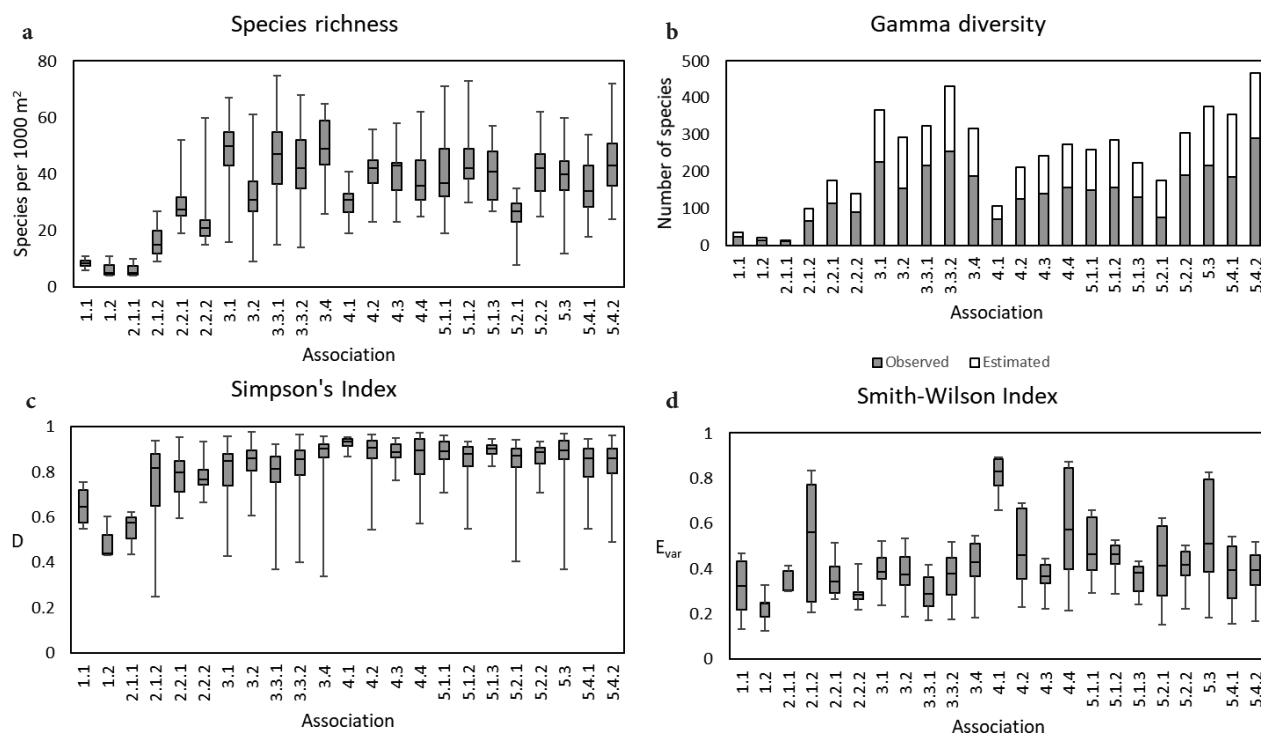 a
Species richness
Species per 1000 m²
80
60
40
20
0
1.1 1.2 2.1.1 2.1.2 2.2.1 2.2.2 3.1 3.2 3.3.1 3.3.2 3.4 4.1 4.2 4.3 4.4 5.1.1 5.1.2 5.1.3 5.2.1 5.2.2 5.3 5.4.1 5.4.2
Association
b
Gamma diversity
Number of species
500
400
300
200
100
0
1.1 1.2 2.1.1 2.1.2 2.2.1 2.2.2 3.1 3.2 3.3.1 3.3.2 3.4 4.1 4.2 4.3 4.4 5.1.1 5.1.2 5.1.3 5.2.1 5.2.2 5.3 5.4.1 5.4.2
Association
Observed Estimated
c
Simpson's Index
D
1
0.8
0.6
0.4
0.2
0
1.1 1.2 2.1.1 2.1.2 2.2.1 2.2.2 3.1 3.2 3.3.1 3.3.2 3.4 4.1 4.2 4.3 4.4 5.1.1 5.1.2 5.1.3 5.2.1 5.2.2 5.3 5.4.1 5.4.2
Association
d
Smith-Wilson Index
Evar
1
0.8
0.6
0.4
0.2
0
1.1 1.2 2.1.1 2.1.2 2.2.1 2.2.2 3.1 3.2 3.3.1 3.3.2 3.4 4.1 4.2 4.3 4.4 5.1.1 5.1.2 5.1.3 5.2.1 5.2.2 5.3 5.4.1 5.4.2
Association